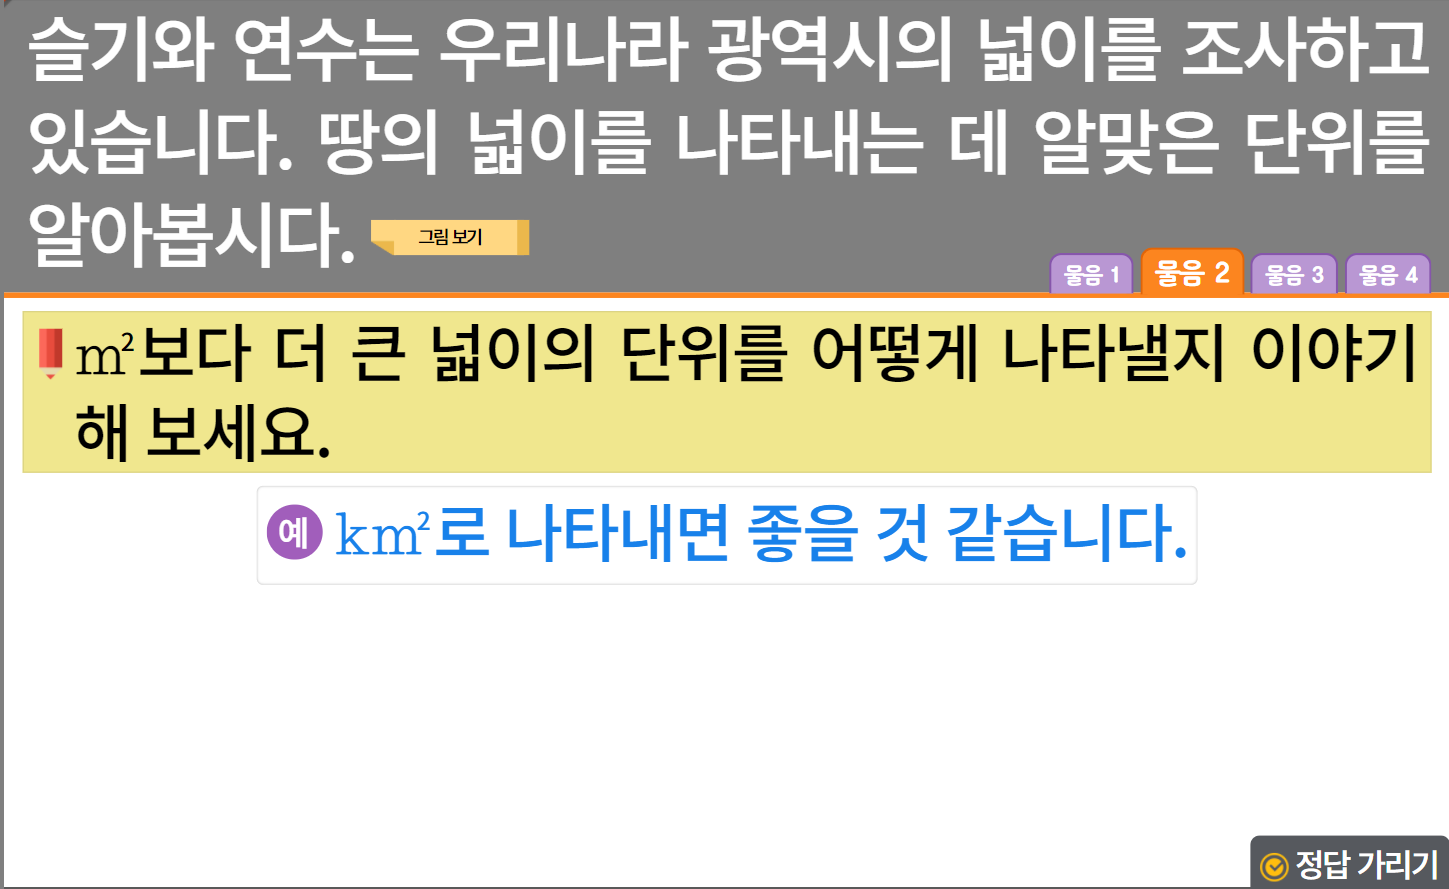 슬기와 연수는 우리나라 광역시의 넓이를 조사하고
있습니다. 땅의 넓이를 나타내는 데 알맞은 단위를
알아봅시다. 그림 보기
물음 1 물음 2 물음 3 물음 4
m²보다 더 큰 넓이의 단위를 어떻게 나타낼지 이야기
해 보세요.
예 km²로 나타내면 좋을 것 같습니다.
정답 가리기